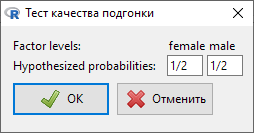 Тест качества подгонки
Factor levels: female male
Hypothesized probabilities: 1/2 1/2
OK Отменить